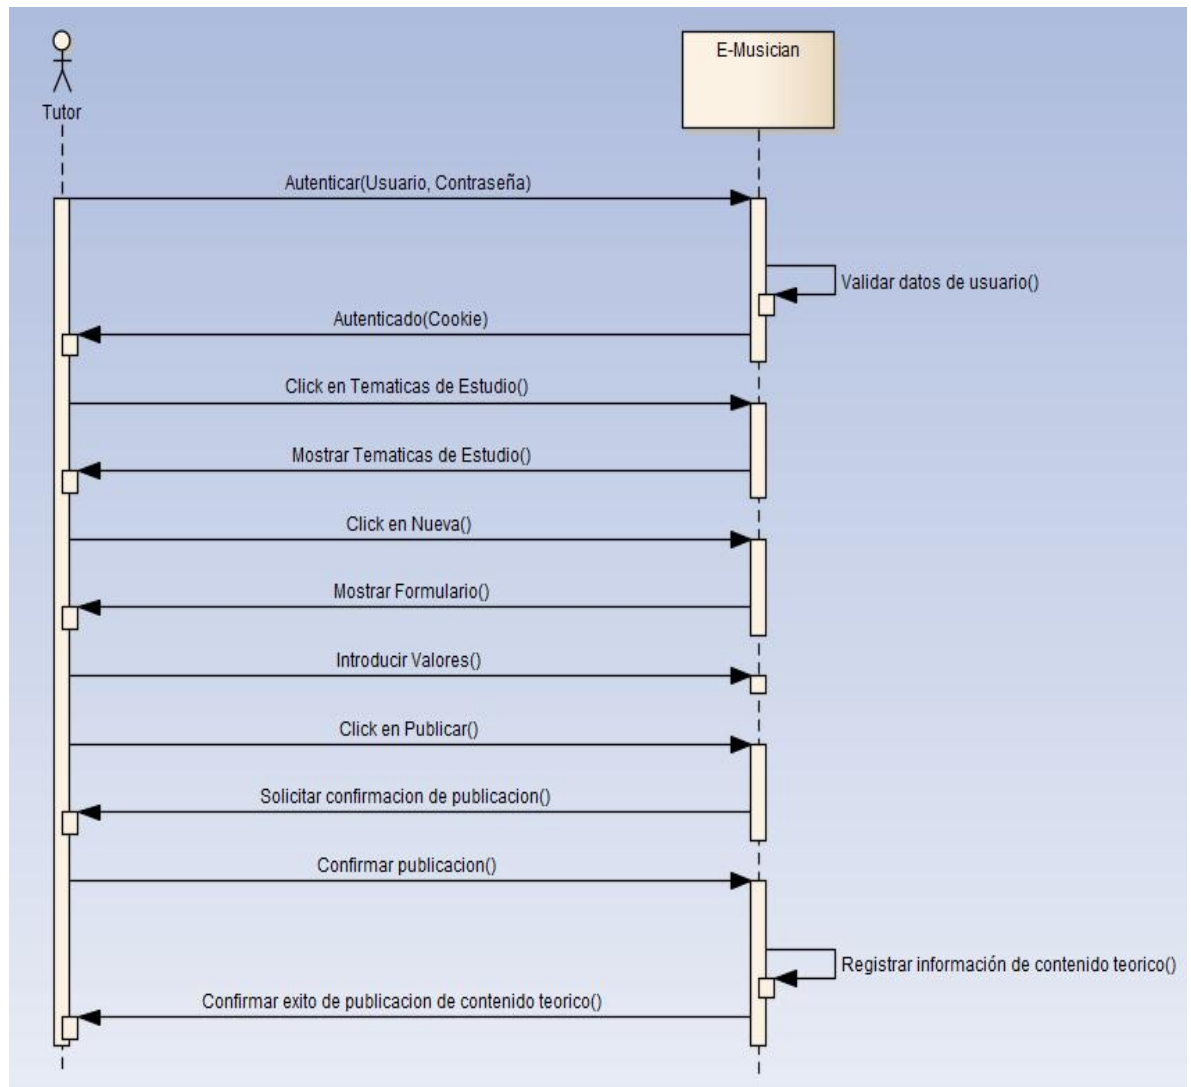 E-Musician
Tutor
Autenticar(Usuario, Contraseña)
Validar datos de usuario()
Autenticado(Cookie)
Click en Tematicas de Estudio()
Mostrar Tematicas de Estudio()
Click en Nueva()
Mostrar Formulario()
Introducir Valores()
Click en Publicar()
Solicitar confirmacion de publicacion()
Confirmar publicacion()
Registrar información de contenido teorico()
Confirmar exito de publicacion de contenido teorico()